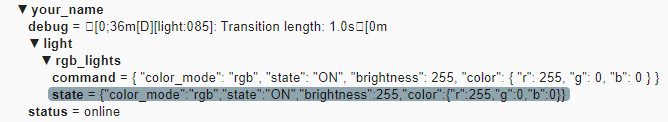 ▼ your_name
debug = □[0;36m[D][light:085]: Transition length: 1.0s□[0m
▼ light
▼ rgb_lights
command = { "color_mode": "rgb", "state": "ON", "brightness": 255, "color": { "r": 255, "g": 0, "b": 0 } }
state = {"color_mode":"rgb","state":"ON","brightness":255,"color":{"r":255,"g":0,"b":0}}
status = online